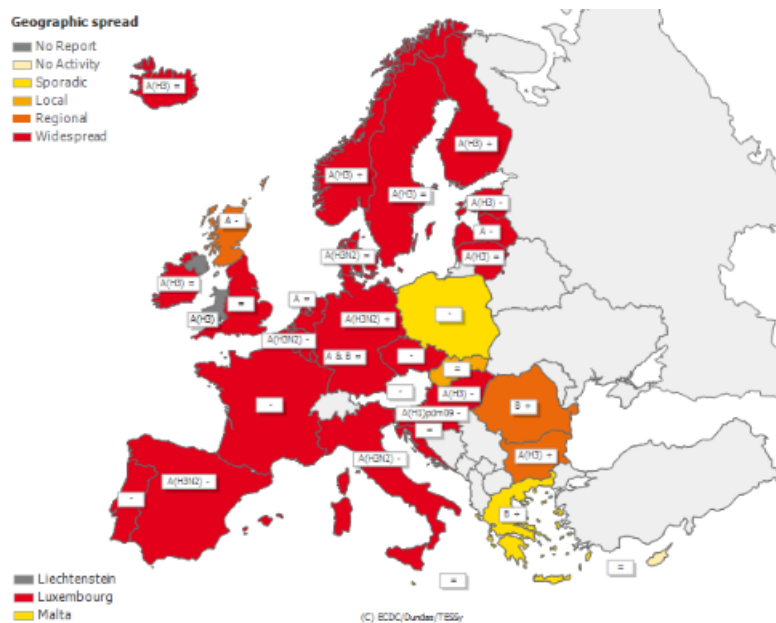 Geographic spread
No Report
No Activity
Sporadic
Local
Regional
Widespread
A(H3) =
A(H3) +
A(H3) =
A(H3) +
A(H3) -
A -
A(H3) =
A -
A(H3N2) =
A(H3) =
=
A(H3)
A =
A(H3N2) +
-
A(H3N2) -
A & B =
-
=
-
A(H3) -
B +
-
A(H1)pdm09 -
=
A(H3) +
A(H3N2) -
A(H3N2) -
-
B +
=
=
Liechtenstein
Luxembourg
Malta
(C) ECDC/Dundas/TESSy